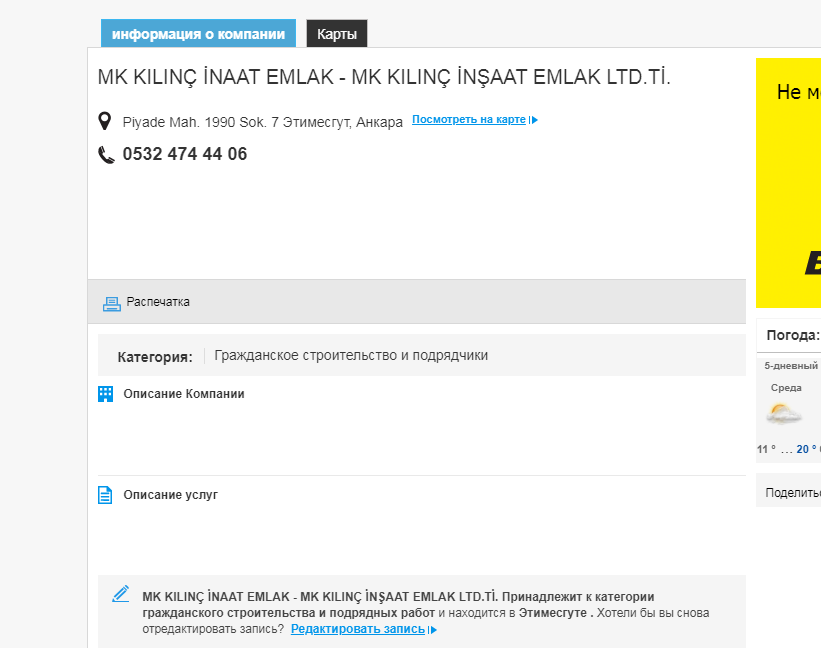 информация о компании
Карты
MK KILINÇ İNAAT EMLAK - MK KILINÇ İNŞAAT EMLAK LTD.Tİ.
Piyade Mah. 1990 Sok. 7 Этимесгут, Анкара Посмотреть на карте
0532 474 44 06
Распечатка
Категория: Гражданское строительство и подрядчики
Описание Компании
Описание услуг
MK KILINÇ İNAAT EMLAK - MK KILINÇ İNŞAAT EMLAK LTD.Tİ. Принадлежит к категории
гражданского строительства и подрядных работ и находится в Этимесгуте . Хотели бы вы снова
отредактировать запись? Редактировать запись
Не
Погода:
5-дневный
Среда
11 ° ... 20 °